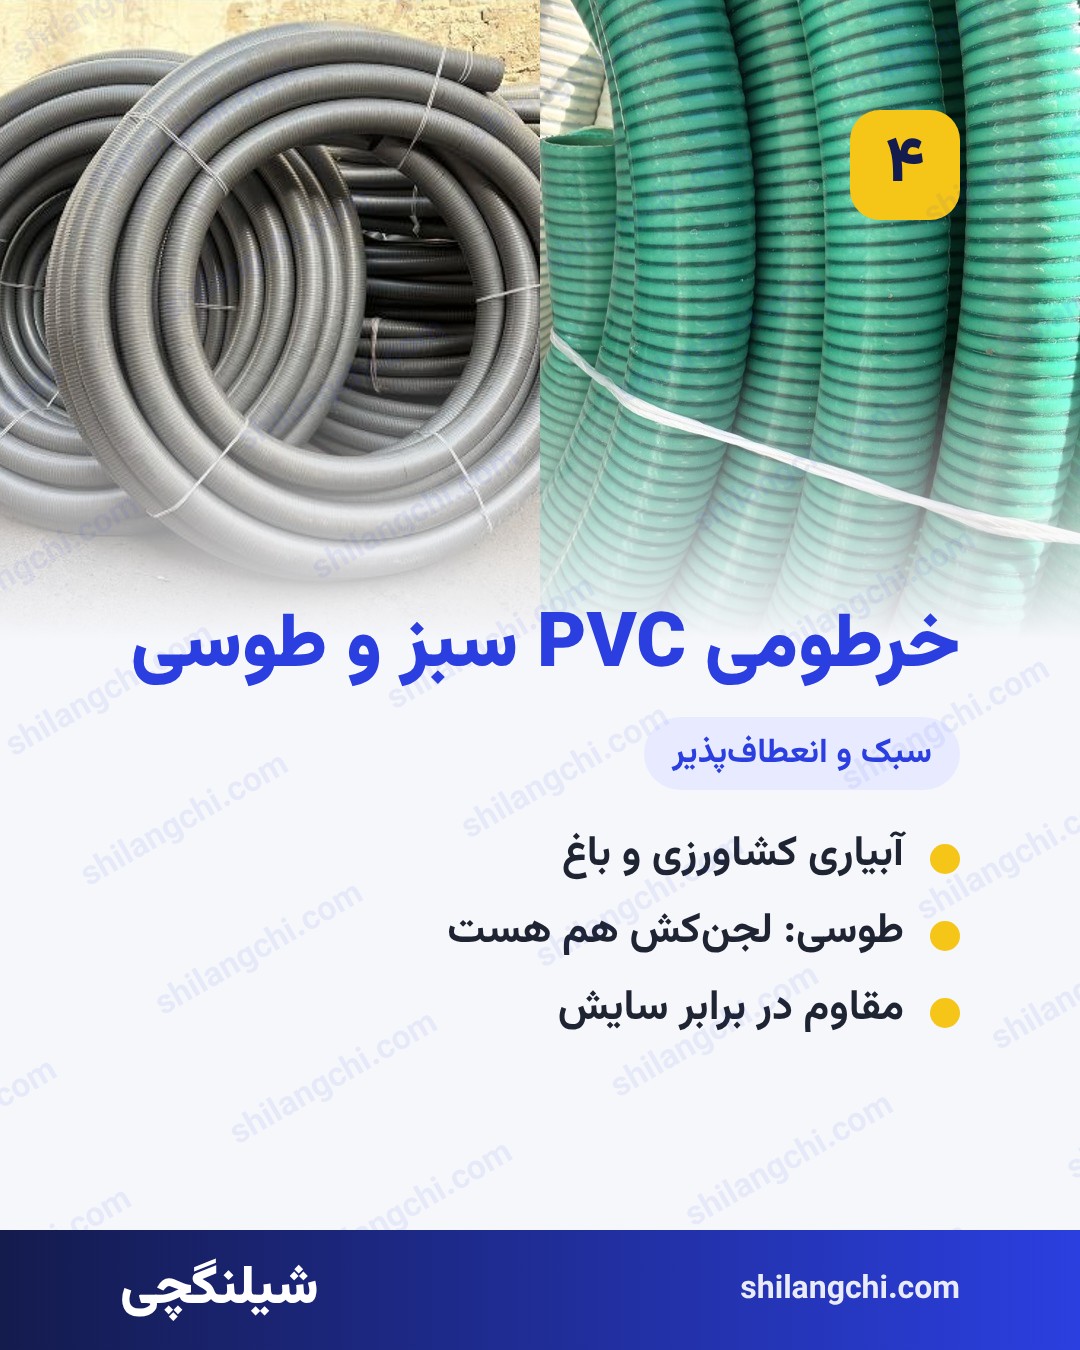 ۴
خرطومی PVC سبز و طوسی
سبک و انعطاف‌پذیر
آبیاری کشاورزی و باغ
طوسی: لجن‌کش هم هست
مقاوم در برابر سایش
shilangchi.com
شیلنگچی